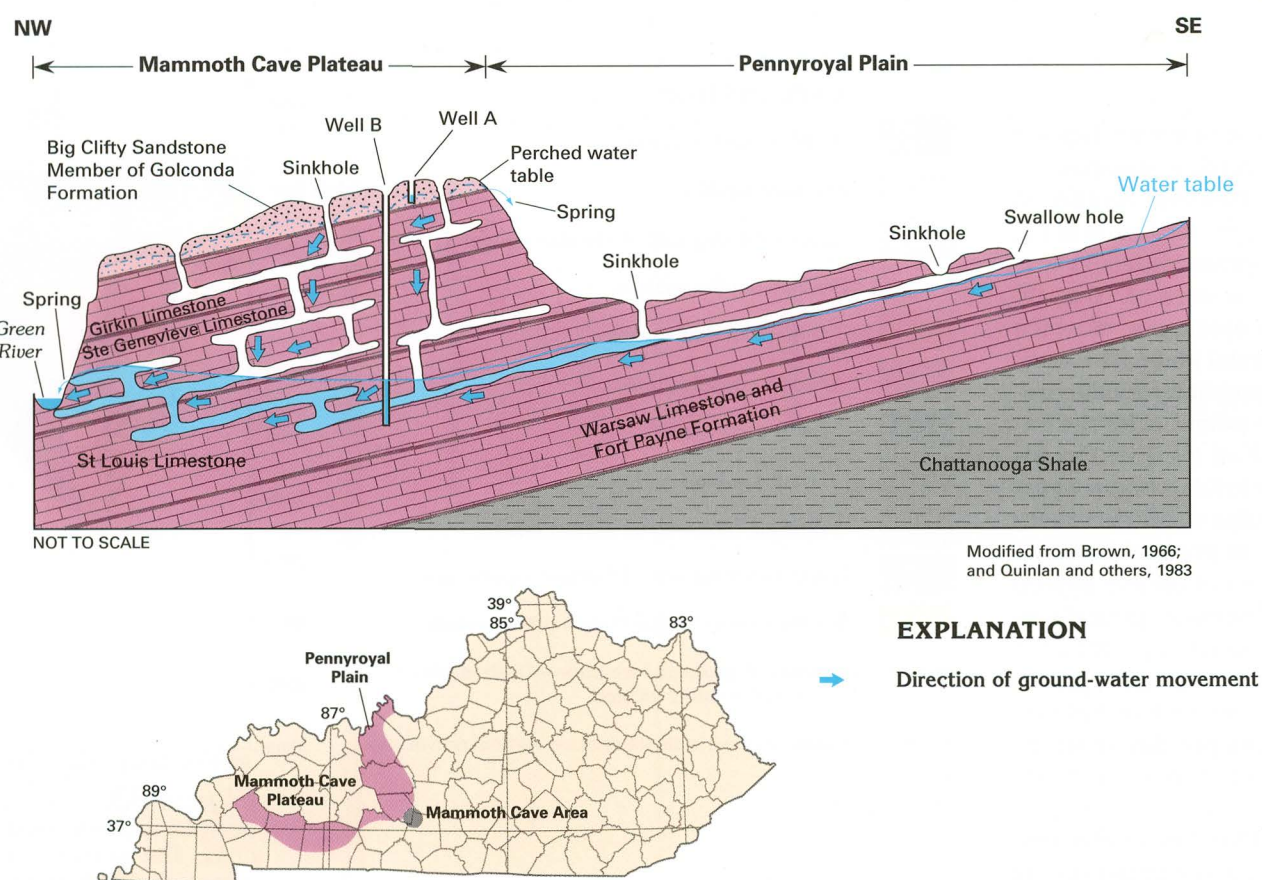 NW
SE
Mammoth Cave Plateau
Pennyroyal Plain
Well B
Well A
Big Clifty Sandstone
Member of Golconda
Formation
Sinkhole
Perched water
table
Spring
Water table
Swallow hole
Sinkhole
Sinkhole
Spring
Green
River
Girkin Limestone
Ste Genevieve Limestone
St Louis Limestone
Warsaw Limestone and
Fort Payne Formation
Chattanooga Shale
NOT TO SCALE
Modified from Brown, 1966;
and Quinlan and others, 1983
39°
85°
83°
EXPLANATION
Direction of ground-water movement
Pennyroyal
Plain
87°
Mammoth Cave
Plateau
89°
Mammoth Cave Area
37°